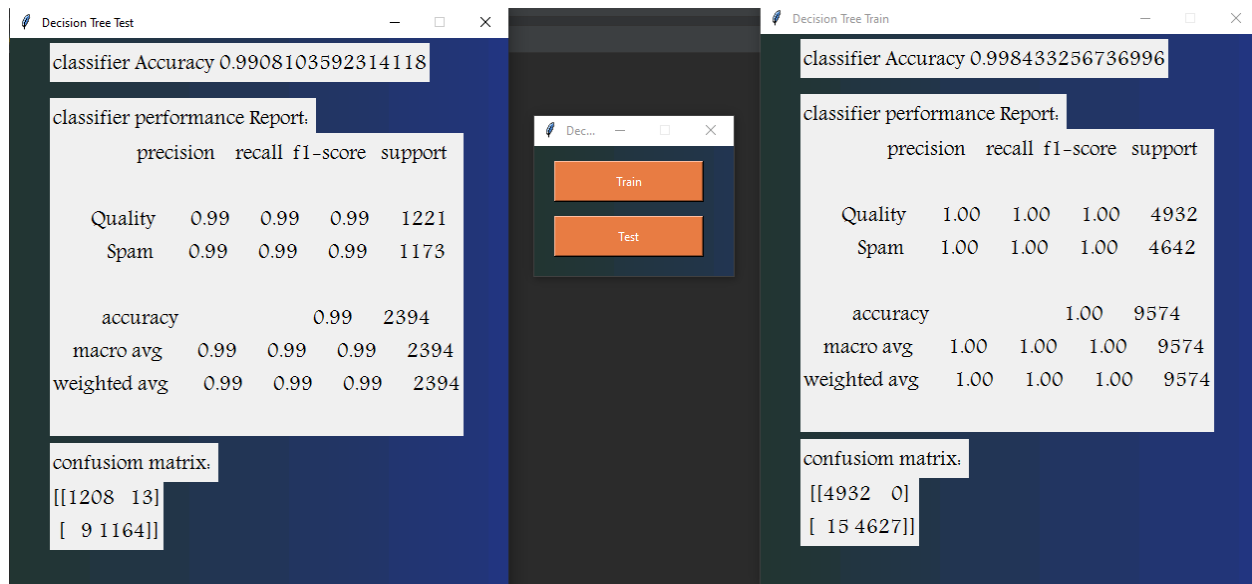 Decision Tree Test
classifier Accuracy 0.9908103592314118
classifier performance Report:
precision recall f1-score support
Quality 0.99 0.99 0.99 1221
Spam 0.99 0.99 0.99 1173
accuracy 0.99 2394
macro avg 0.99 0.99 0.99 2394
weighted avg 0.99 0.99 0.99 2394
confusiom matrix:
[[1208 13]
[ 9 1164]]
Dec...
Train
Test
Decision Tree Train
classifier Accuracy 0.998433256736996
classifier performance Report:
precision recall f1-score support
Quality 1.00 1.00 1.00 4932
Spam 1.00 1.00 1.00 4642
accuracy 1.00 9574
macro avg 1.00 1.00 1.00 9574
weighted avg 1.00 1.00 1.00 9574
confusiom matrix:
[[4932 0]
[ 15 4627]]